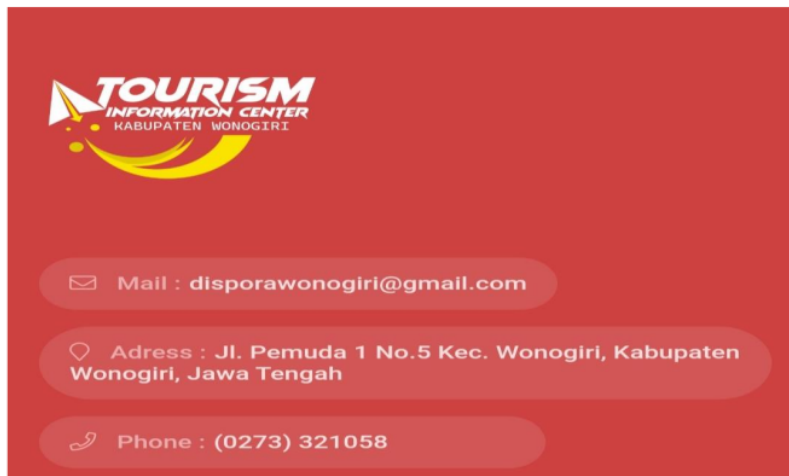 TOURISM
INFORMATION CENTER
KABUPATEN WONOGIRI
Mail : disporawonogiri@gmail.com
Adress : Jl. Pemuda 1 No.5 Kec. Wonogiri, Kabupaten
Wonogiri, Jawa Tengah
Phone : (0273) 321058